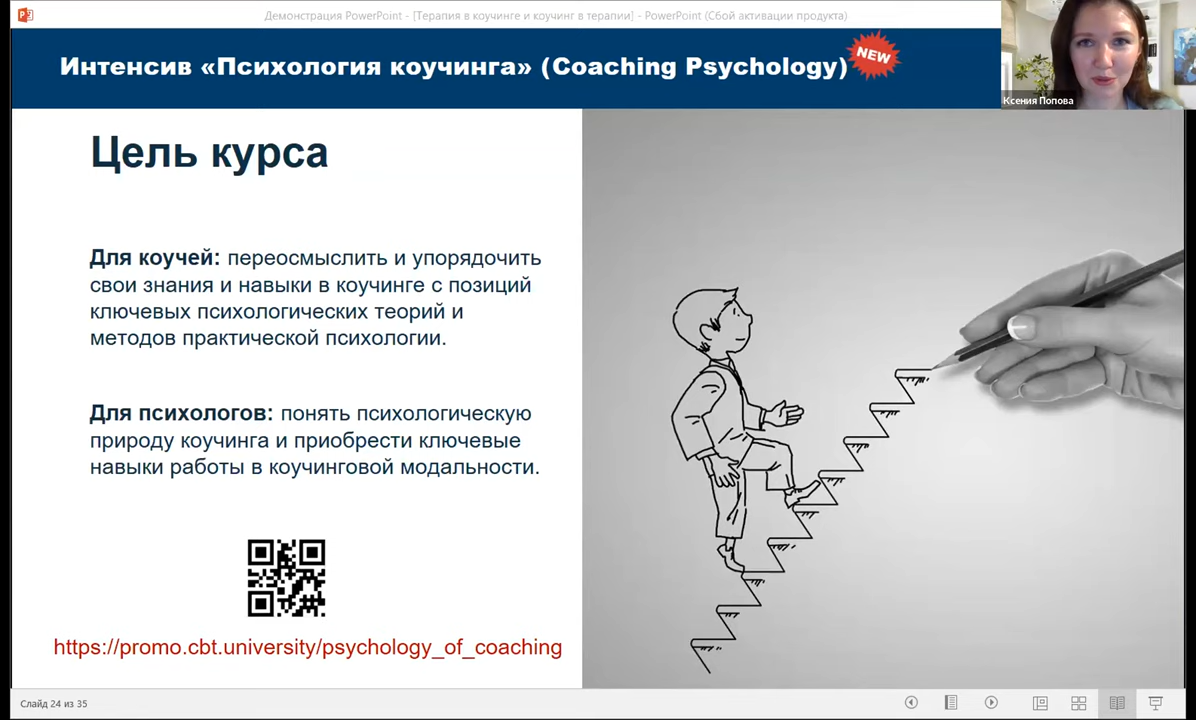 Демонстрация PowerPoint - [Терапия в коучинге и коучинг в терапии] - PowerPoint (Сбой активации продукта)
Интенсив «Психология коучинга» (Coaching Psychology)
NEW
Ксения Попова
Цель курса
Для коучей: переосмыслить и упорядочить
свои знания и навыки в коучинге с позиций
ключевых психологических теорий и
методов практической психологии.
Для психологов: понять психологическую
природу коучинга и приобрести ключевые
навыки работы в коучинговой модальности.
https://promo.cbt.university/psychology_of_coaching
Слайд 24 из 35